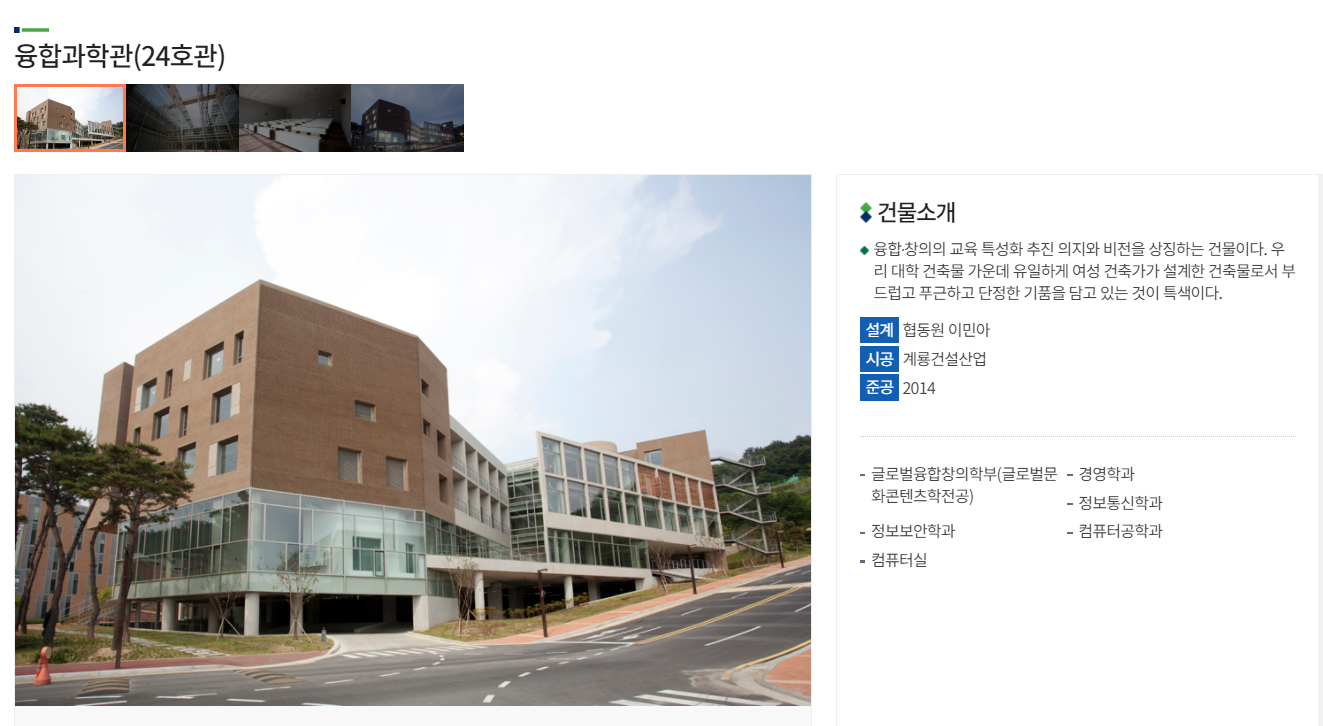 융합과학관(24호관)
건물소개
융합·창의의 교육 특성화 추진 의지와 비전을 상징하는 건물이다. 우
리 대학 건축물 가운데 유일하게 여성 건축가가 설계한 건축물로서 부
드럽고 푸근하고 단정한 기품을 담고 있는 것이 특색이다.
설계 협동원 이민아
시공 계룡건설산업
준공 2014
- 글로벌융합창의학부(글로벌문
화콘텐츠학전공)
- 경영학과
- 정보통신학과
- 정보보안학과
- 컴퓨터공학과
- 컴퓨터실